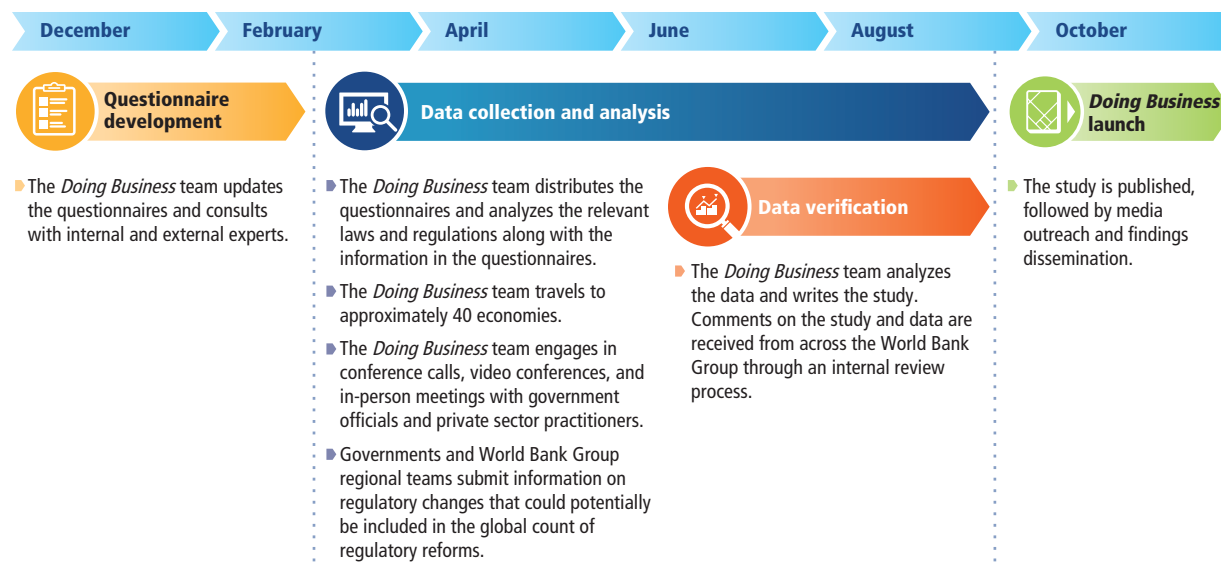 December
February
April
June
August
October
Questionnaire
development
Data collection and analysis
Doing Business
launch
The Doing Business team updates
the questionnaires and consults
with internal and external experts.
The Doing Business team distributes the
questionnaires and analyzes the relevant
laws and regulations along with the
information in the questionnaires.
The Doing Business team travels to
approximately 40 economies.
The Doing Business team engages in
conference calls, video conferences, and
in-person meetings with government
officials and private sector practitioners.
Governments and World Bank Group
regional teams submit information on
regulatory changes that could potentially
be included in the global count of
regulatory reforms.
Data verification
The Doing Business team analyzes
the data and writes the study.
Comments on the study and data are
received from across the World Bank
Group through an internal review
process.
The study is published,
followed by media
outreach and findings
dissemination.